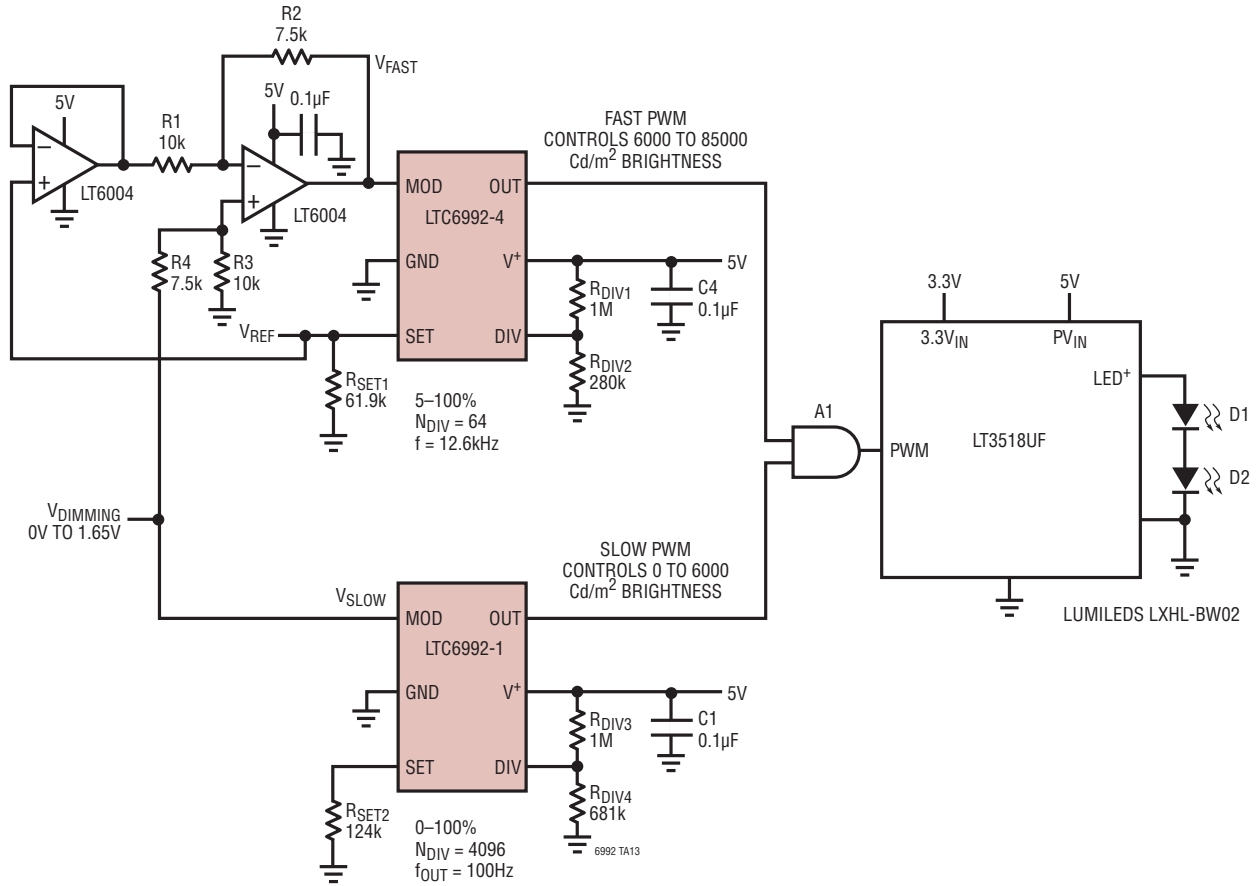 R2
7.5k
VFAST
5V
0.1µF
5V
R1
10k
–
+
LT6004
–
+
LT6004
R4
7.5k
R3
10k
FAST PWM
CONTROLS 6000 TO 85000
Cd/m² BRIGHTNESS
MOD
OUT
LTC6992-4
GND
V⁺
SET
DIV
5V
RDIV1
1M
C4
0.1µF
RDIV2
280k
VREF
RSET1
61.9k
5–100%
NDIV = 64
f = 12.6kHz
3.3V
5V
3.3VIN
PVIN
LED⁺
A1
PWM
LT3518UF
D1
D2
LUMILEDS LXHL-BW02
VDIMMING
0V TO 1.65V
SLOW PWM
CONTROLS 0 TO 6000
Cd/m² BRIGHTNESS
VSLOW
MOD
OUT
LTC6992-1
GND
V⁺
SET
DIV
5V
RDIV3
1M
C1
0.1µF
RDIV4
681k
RSET2
124k
0–100%
NDIV = 4096
fOUT = 100Hz
6992 TA13